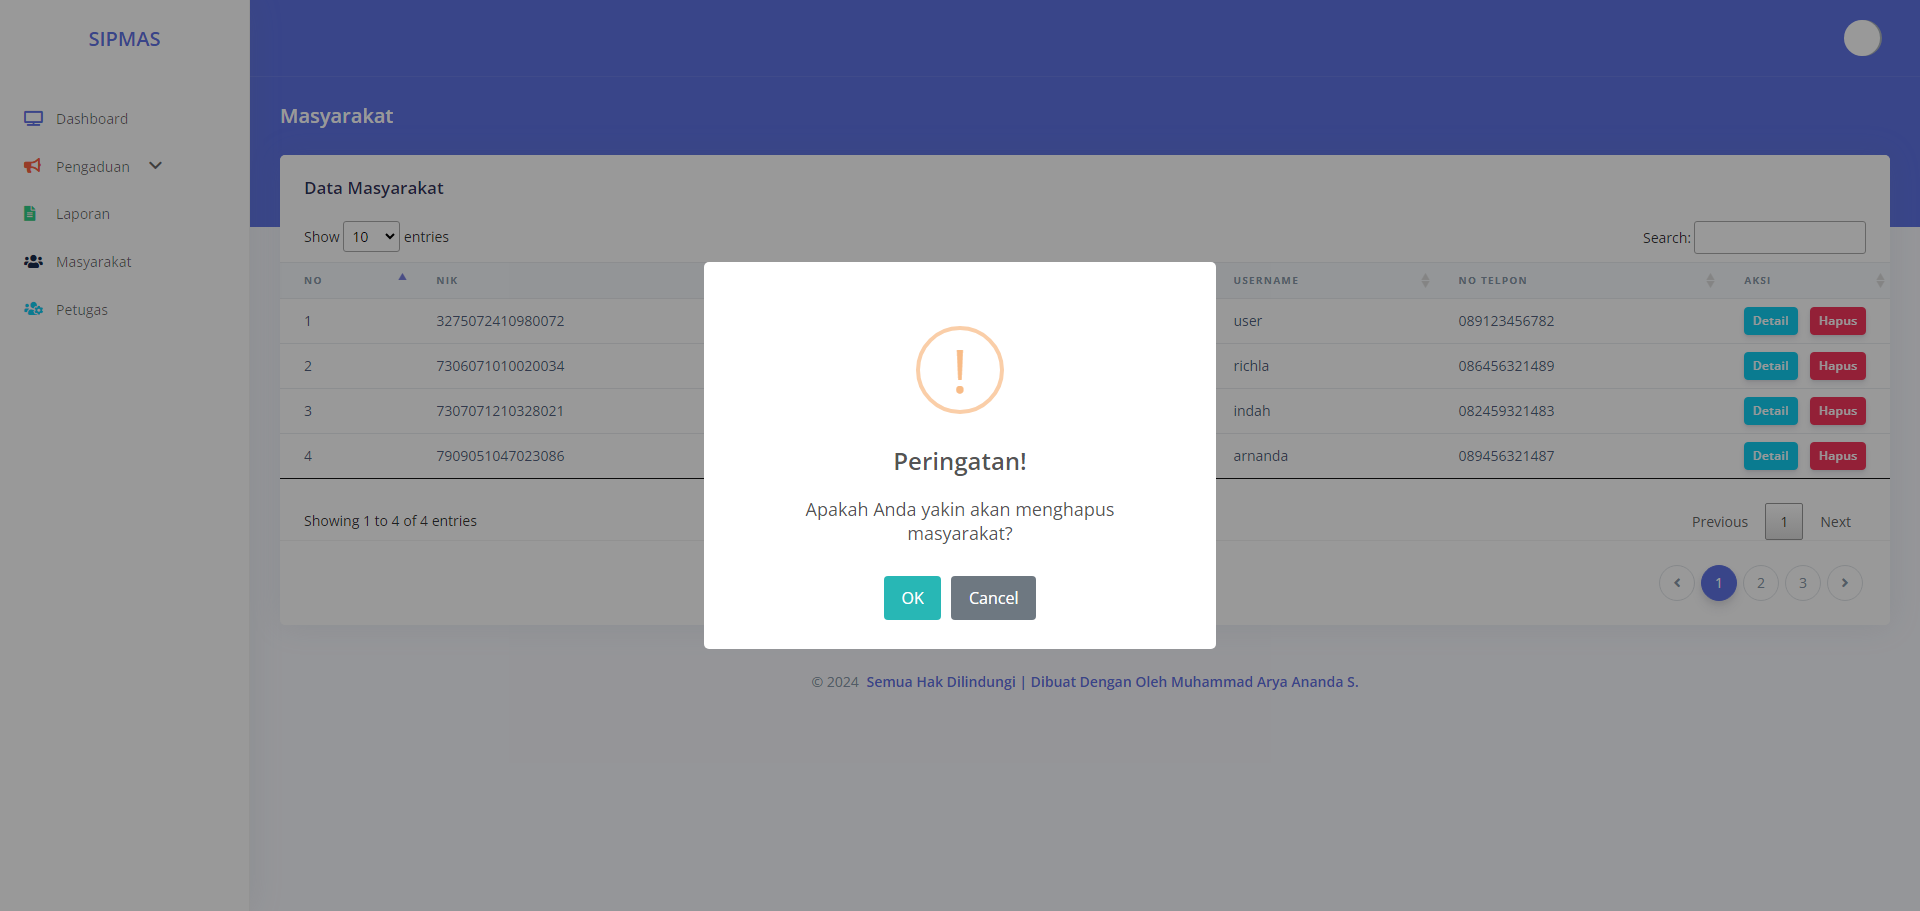 SIPMAS
Dashboard
Pengaduan
Laporan
Masyarakat
Petugas
Masyarakat
Data Masyarakat
Show 10 entries
Search:
NO NIK USERNAME NO TELPON AKSI
1 3275072410980072 user 089123456782 Detail Hapus
2 7306071010020034 richla 086456321489 Detail Hapus
3 7307071210328021 indah 082459321483 Detail Hapus
4 7909051047023086 arnanda 089456321487 Detail Hapus
Showing 1 to 4 of 4 entries
Previous 1 Next
1 2 3
!
Peringatan!
Apakah Anda yakin akan menghapus
masyarakat?
OK Cancel
© 2024 Semua Hak Dilindungi | Dibuat Dengan Oleh Muhammad Arya Ananda S.